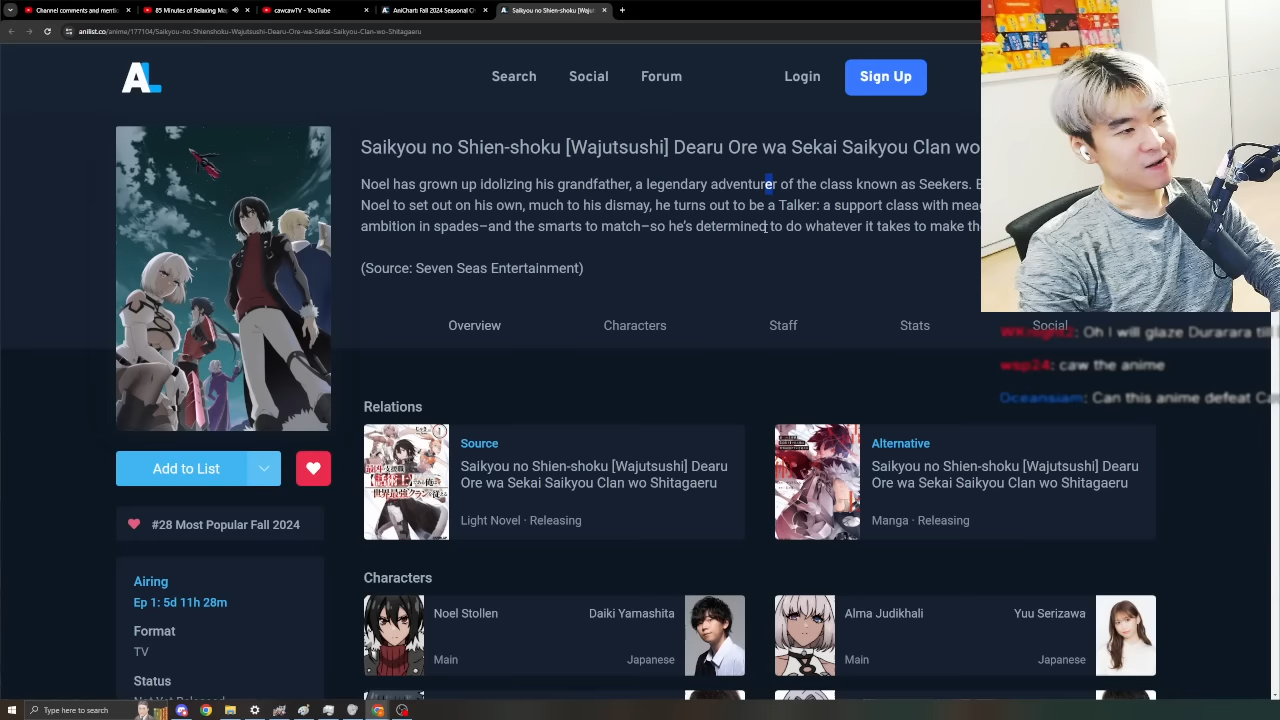 Channel comments and mentio
85 Minutes of Relaxing Ma
cawcawTV - YouTube
AniChart: Fall 2024 Seasonal C
Saikyou no Shien-shoku [Wajut
anilist.co/anime/177104/Saikyou-no-Shienshoku-Wajutsushi-Dearu-Ore-wa-Sekai-Saikyou-Clan-wo-Shitagaeru
AL
Search
Social
Forum
Login
Sign Up
Saikyou no Shien-shoku [Wajutsushi] Dearu Ore wa Sekai Saikyou Clan wo
Noel has grown up idolizing his grandfather, a legendary adventurer of the class known as Seekers.
Noel to set out on his own, much to his dismay, he turns out to be a Talker: a support class with
ambition in spades–and the smarts to match–so he's determined to do whatever it takes to make
(Source: Seven Seas Entertainment)
Overview
Characters
Staff
Stats
Social
WKnight2: Oh I will glaze Durarara
wsp24: caw the anime
Oceansiam: Can this anime defeat
Relations
Source
Saikyou no Shien-shoku [Wajutsushi] Dearu
Ore wa Sekai Saikyou Clan wo Shitagaeru
Light Novel · Releasing
Alternative
Saikyou no Shien-shoku [Wajutsushi] Dearu
Ore wa Sekai Saikyou Clan wo Shitagaeru
Manga · Releasing
Add to List
#28 Most Popular Fall 2024
Airing
Ep 1: 5d 11h 28m
Format
TV
Status
Characters
Noel Stollen
Daiki Yamashita
Main
Japanese
Alma Judikhali
Yuu Serizawa
Main
Japanese
Type here to search